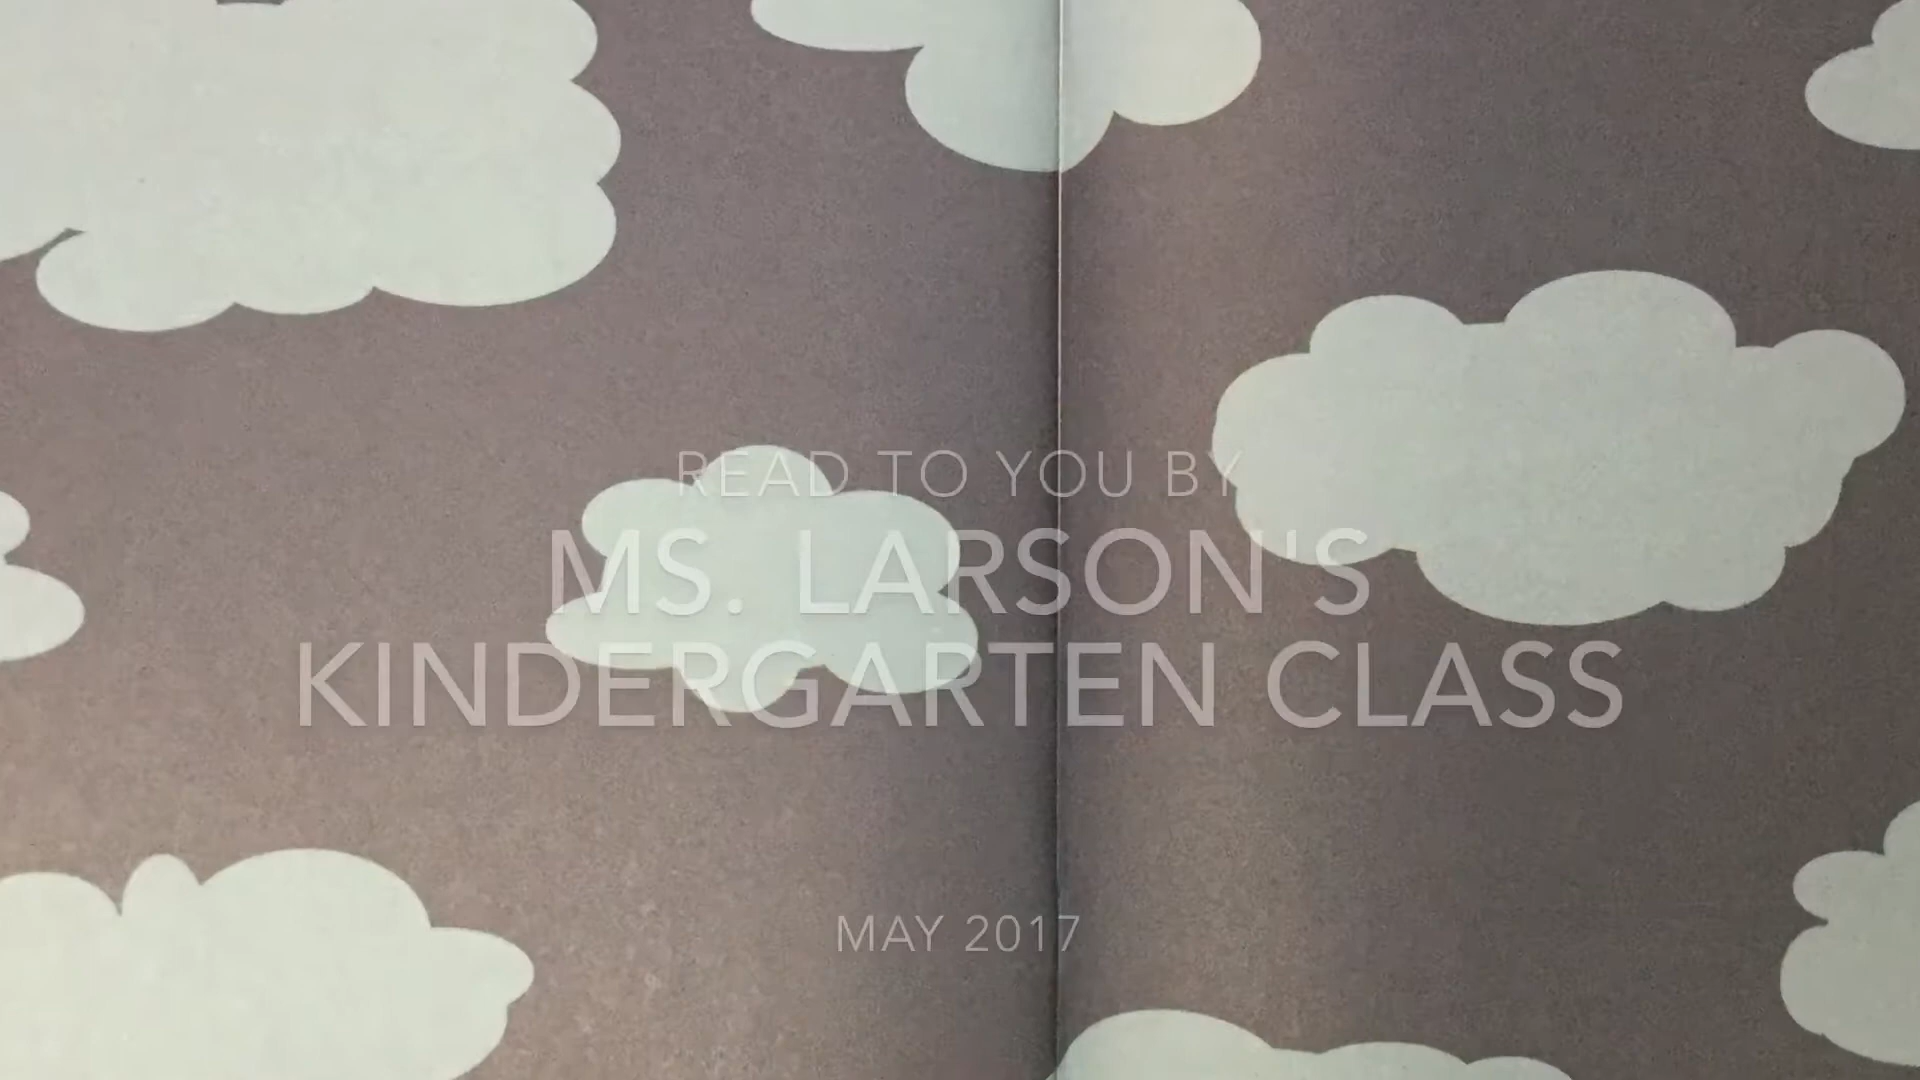 READ TO YOU BY
MS. LARSON'S
KINDERGARTEN CLASS
MAY 2017